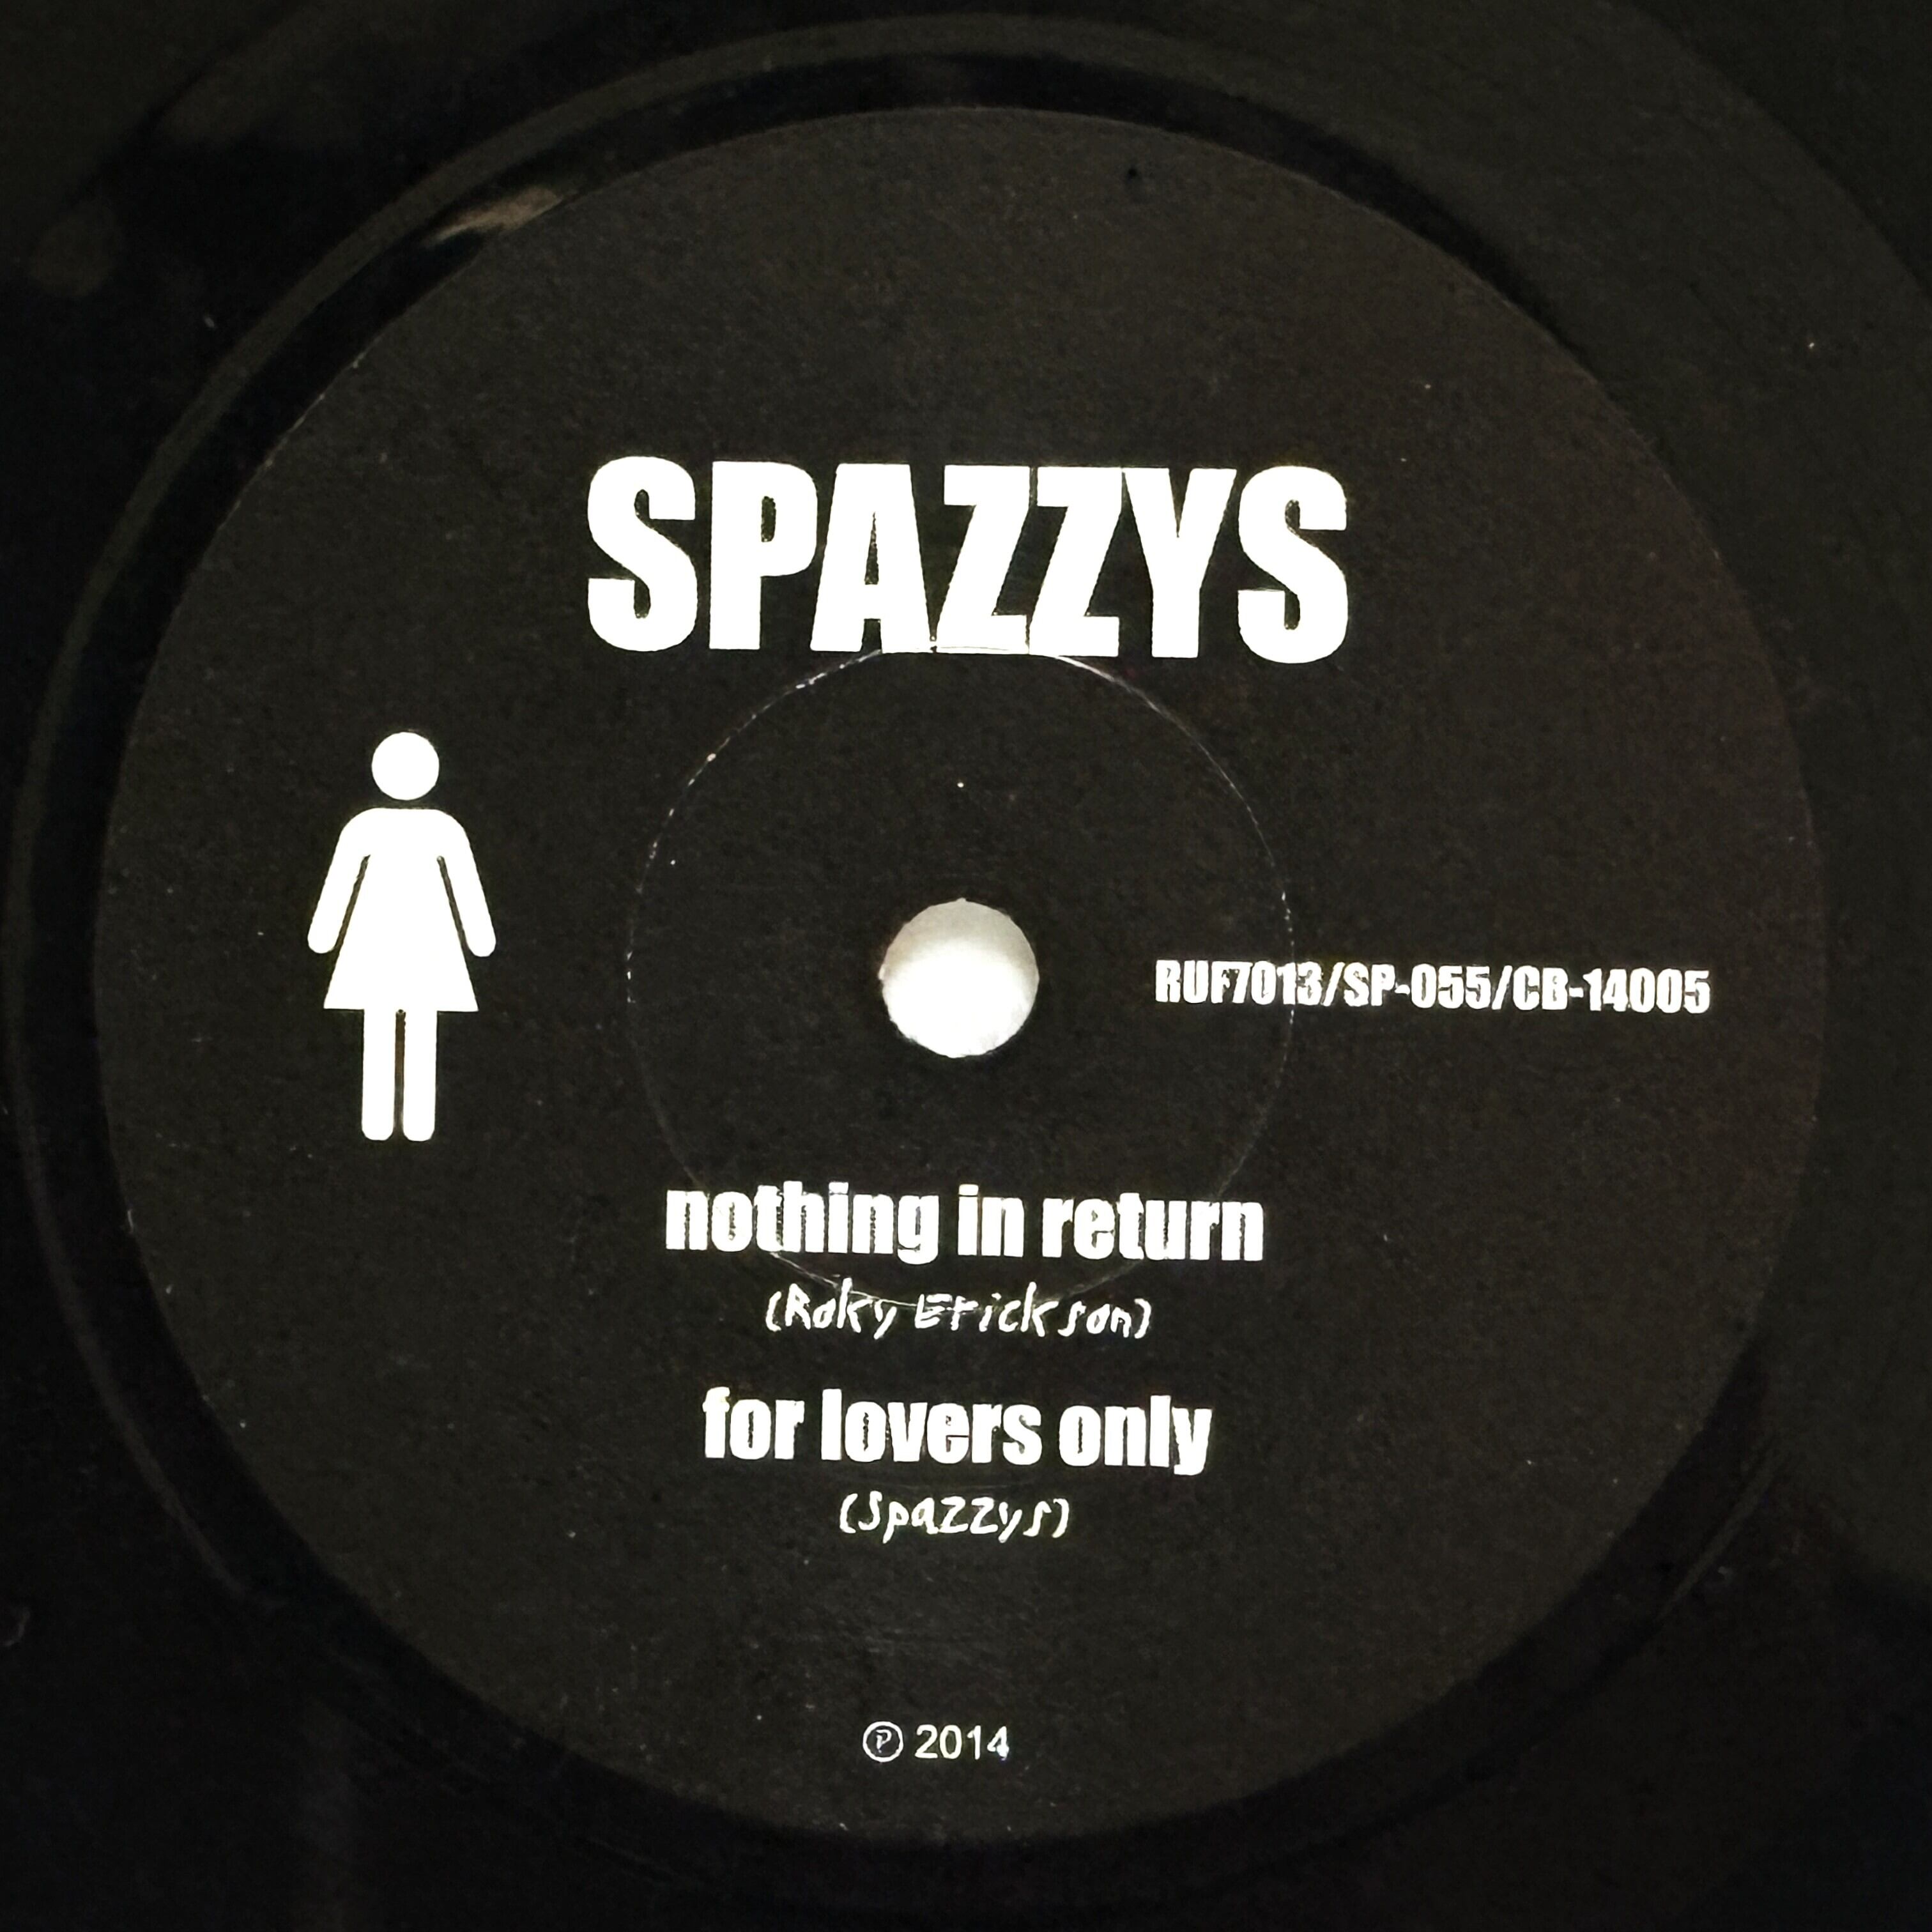 SPAZZYS
RUF7013/SP-055/CB-14005
nothing in return
(Roky Erickson)
for lovers only
(Spazzys)
℗ 2014